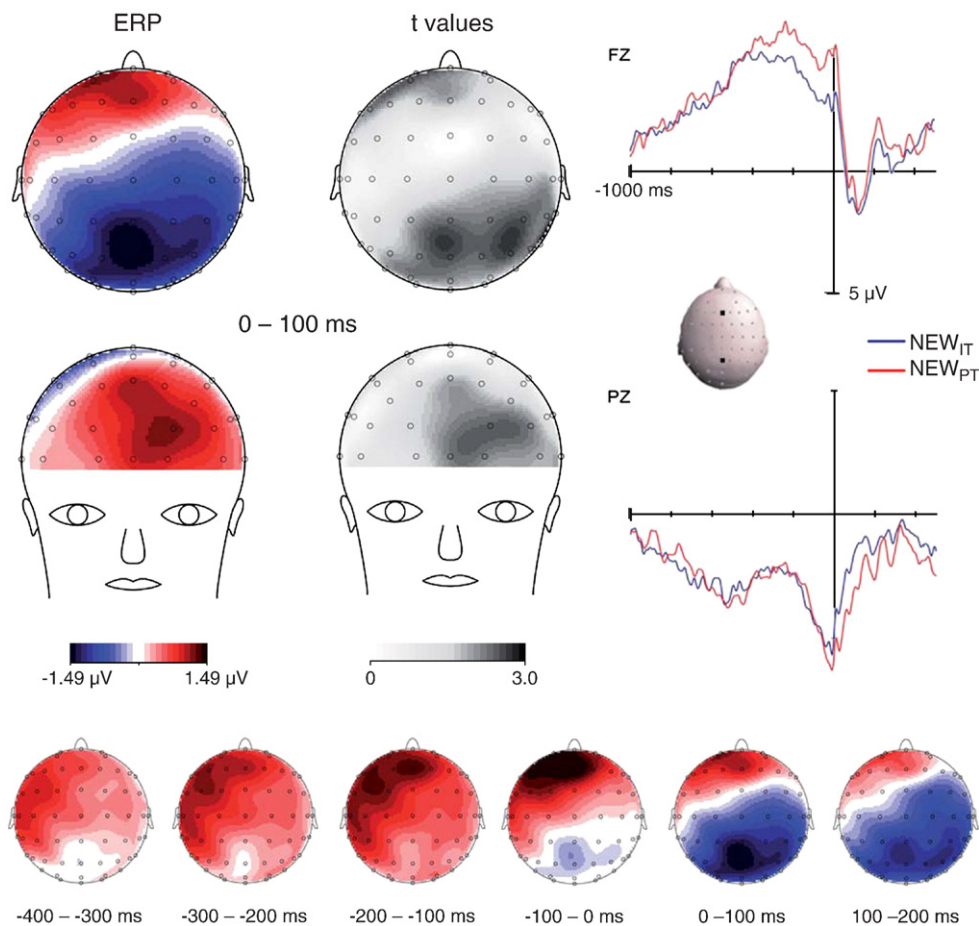 ERP
t values
FZ
-1000 ms
5 µV
0 – 100 ms
NEW_IT
NEW_PT
PZ
-1.49 µV
1.49 µV
0
3.0
-400 – -300 ms
-300 – -200 ms
-200 – -100 ms
-100 – 0 ms
0 –100 ms
100 –200 ms